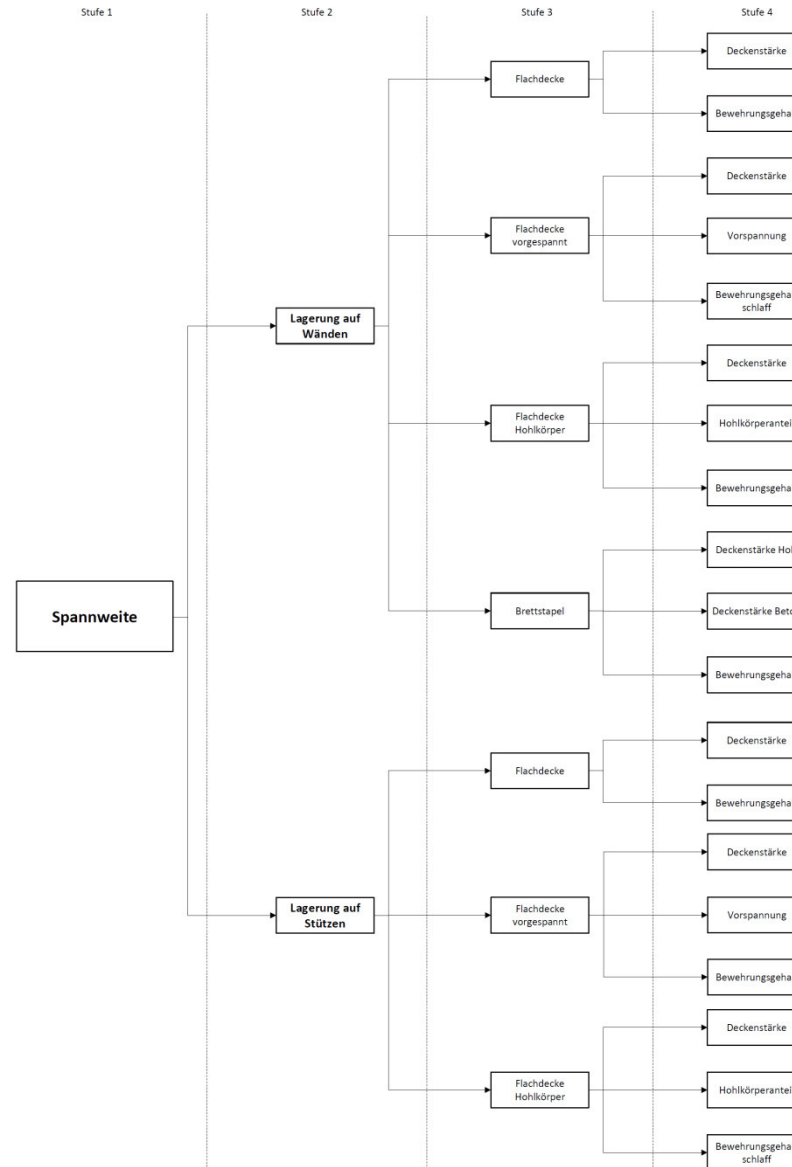 Stufe 1
Stufe 2
Stufe 3
Stufe 4
Spannweite
Lagerung auf
Wänden
Flachdecke
Deckenstärke
Bewehrungsgeha
Flachdecke
vorgespannt
Deckenstärke
Vorspannung
Bewehrungsgeha
schlaff
Flachdecke
Hohlkörper
Deckenstärke
Hohlkörperantei
Bewehrungsgeha
Brettstapel
Deckenstärke Hol
Deckenstärke Beto
Bewehrungsgeha
Lagerung auf
Stützen
Flachdecke
Deckenstärke
Bewehrungsgeha
Flachdecke
vorgespannt
Deckenstärke
Vorspannung
Bewehrungsgeha
Flachdecke
Hohlkörper
Deckenstärke
Hohlkörperantei
Bewehrungsgeha
schlaff